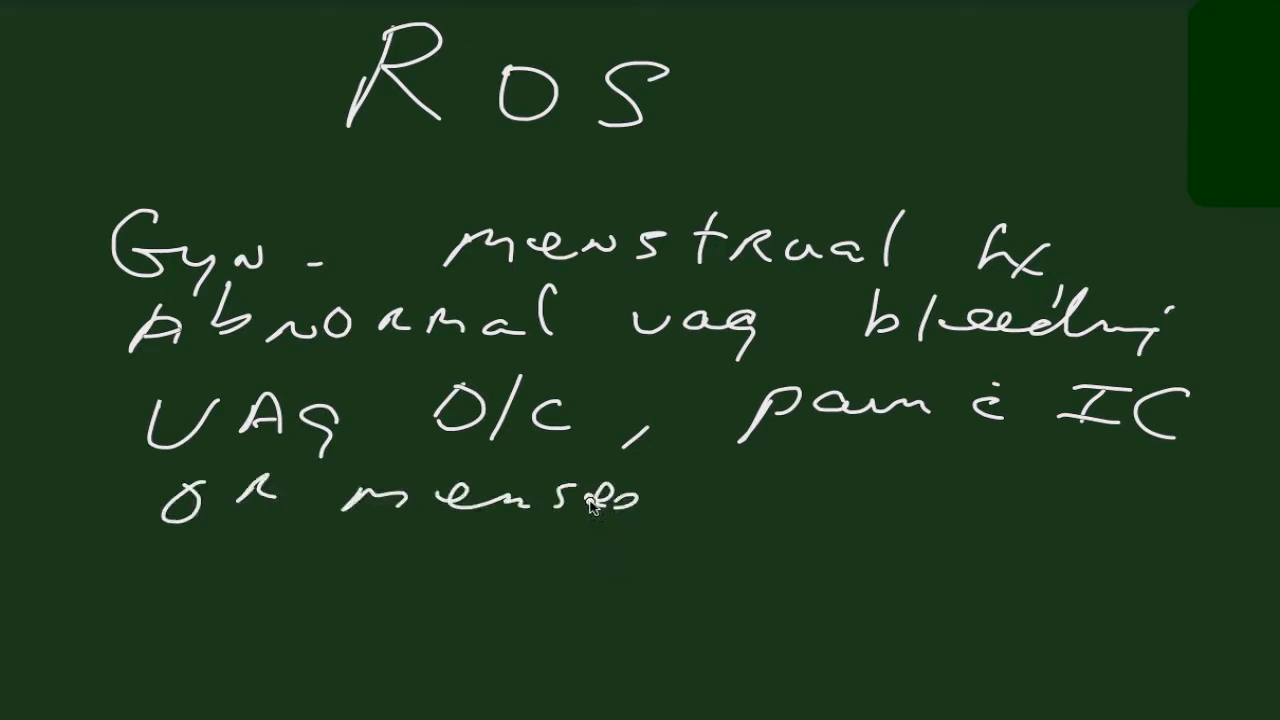 ROS
Gyn - menstrual hx,
Abnormal vag bleeding
VAg D/C, pain c̄ IC
or menses